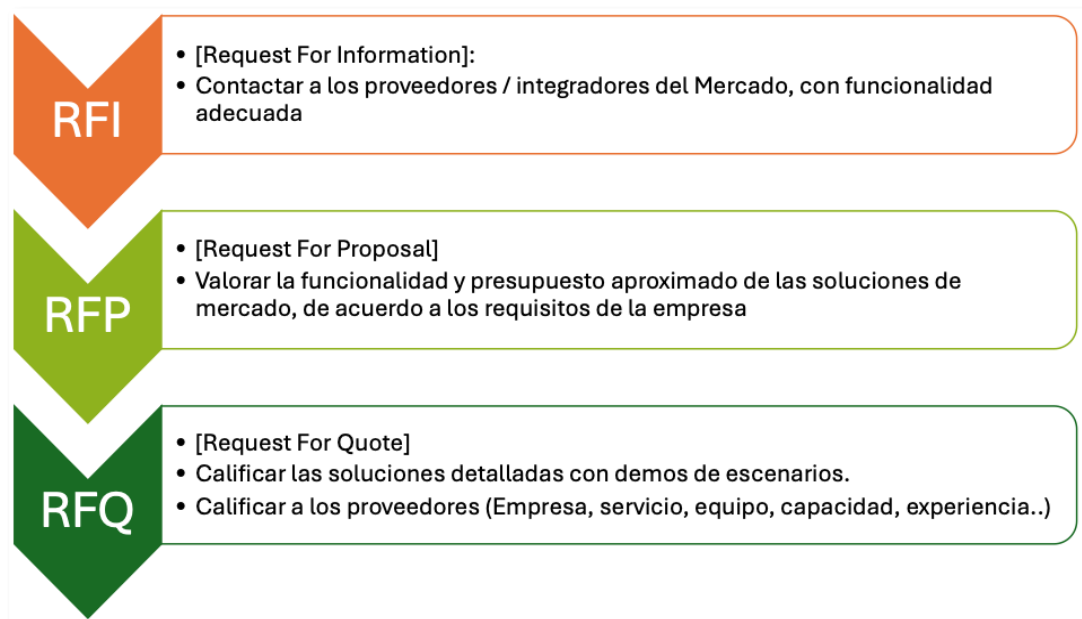 RFI
• [Request For Information]:
• Contactar a los proveedores / integradores del Mercado, con funcionalidad
adecuada
RFP
• [Request For Proposal]
• Valorar la funcionalidad y presupuesto aproximado de las soluciones de
mercado, de acuerdo a los requisitos de la empresa
RFQ
• [Request For Quote]
• Calificar las soluciones detalladas con demos de escenarios.
• Calificar a los proveedores (Empresa, servicio, equipo, capacidad, experiencia..)